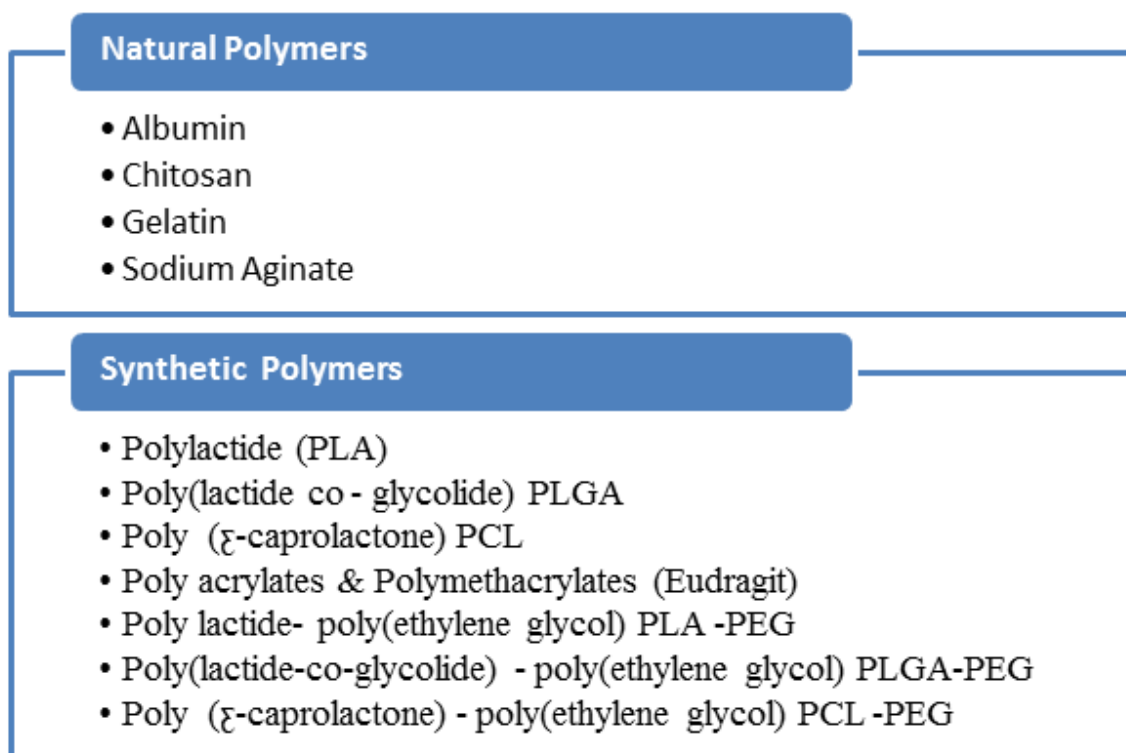 Natural Polymers
• Albumin
• Chitosan
• Gelatin
• Sodium Aginate
Synthetic Polymers
• Polylactide (PLA)
• Poly(lactide co - glycolide) PLGA
• Poly (ƹ-caprolactone) PCL
• Poly acrylates & Polymethacrylates (Eudragit)
• Poly lactide- poly(ethylene glycol) PLA -PEG
• Poly(lactide-co-glycolide) - poly(ethylene glycol) PLGA-PEG
• Poly (ƹ-caprolactone) - poly(ethylene glycol) PCL -PEG